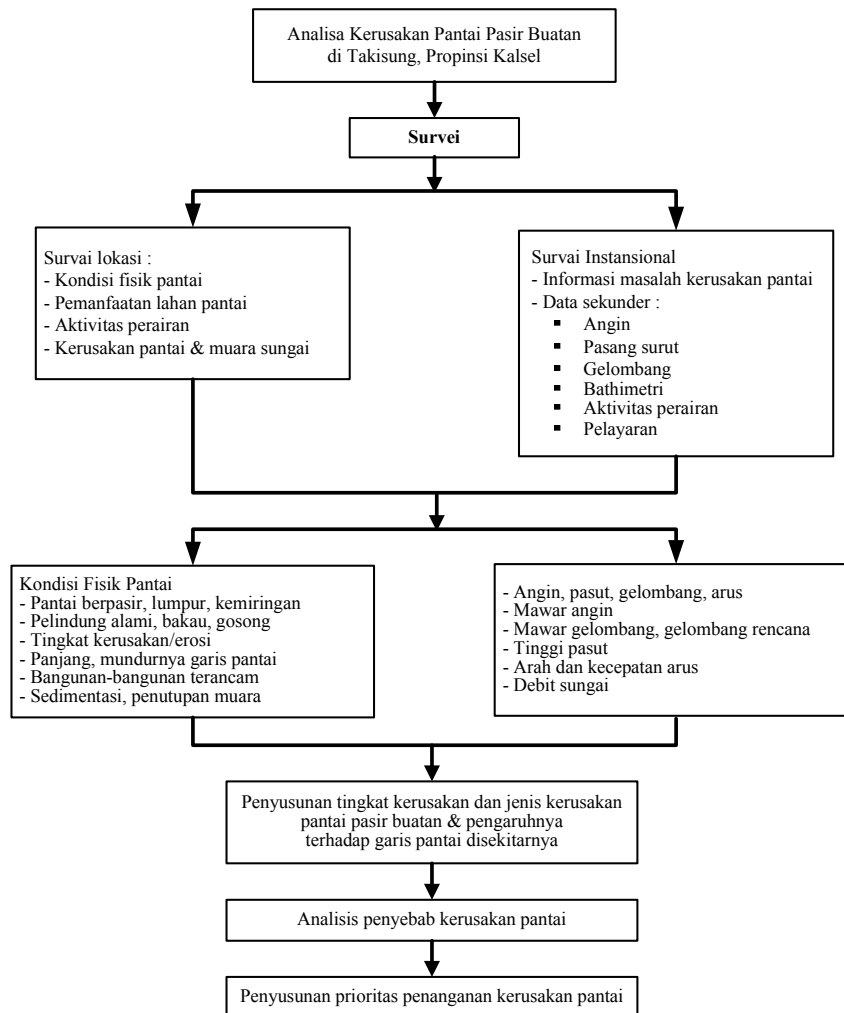 Analisa Kerusakan Pantai Pasir Buatan
di Takisung, Propinsi Kalsel
Survei
Survai lokasi :
- Kondisi fisik pantai
- Pemanfaatan lahan pantai
- Aktivitas perairan
- Kerusakan pantai & muara sungai
Survai Instansional
- Informasi masalah kerusakan pantai
- Data sekunder :
▪ Angin
▪ Pasang surut
▪ Gelombang
▪ Bathimetri
▪ Aktivitas perairan
▪ Pelayaran
Kondisi Fisik Pantai
- Pantai berpasir, lumpur, kemiringan
- Pelindung alami, bakau, gosong
- Tingkat kerusakan/erosi
- Panjang, mundurnya garis pantai
- Bangunan-bangunan terancam
- Sedimentasi, penutupan muara
- Angin, pasut, gelombang, arus
- Mawar angin
- Mawar gelombang, gelombang rencana
- Tinggi pasut
- Arah dan kecepatan arus
- Debit sungai
Penyusunan tingkat kerusakan dan jenis kerusakan
pantai pasir buatan & pengaruhnya
terhadap garis pantai disekitarnya
Analisis penyebab kerusakan pantai
Penyusunan prioritas penanganan kerusakan pantai